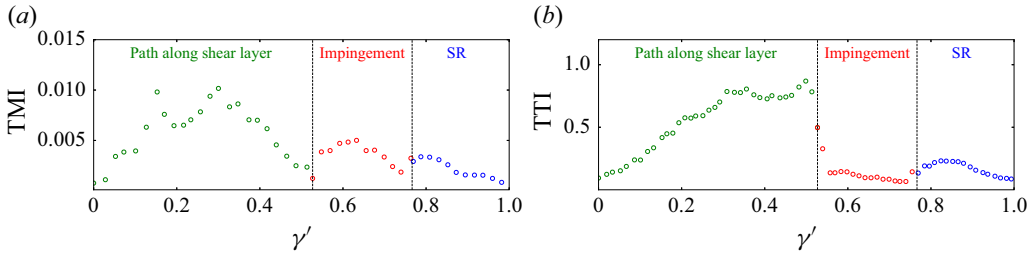 (a)
0.015
0.010
0.005
TMI
Path along shear layer
Impingement
SR
0
0.2
0.4
0.6
0.8
1.0
γ′
(b)
1.0
0.5
TTI
Path along shear layer
Impingement
SR
0
0.2
0.4
0.6
0.8
1.0
γ′